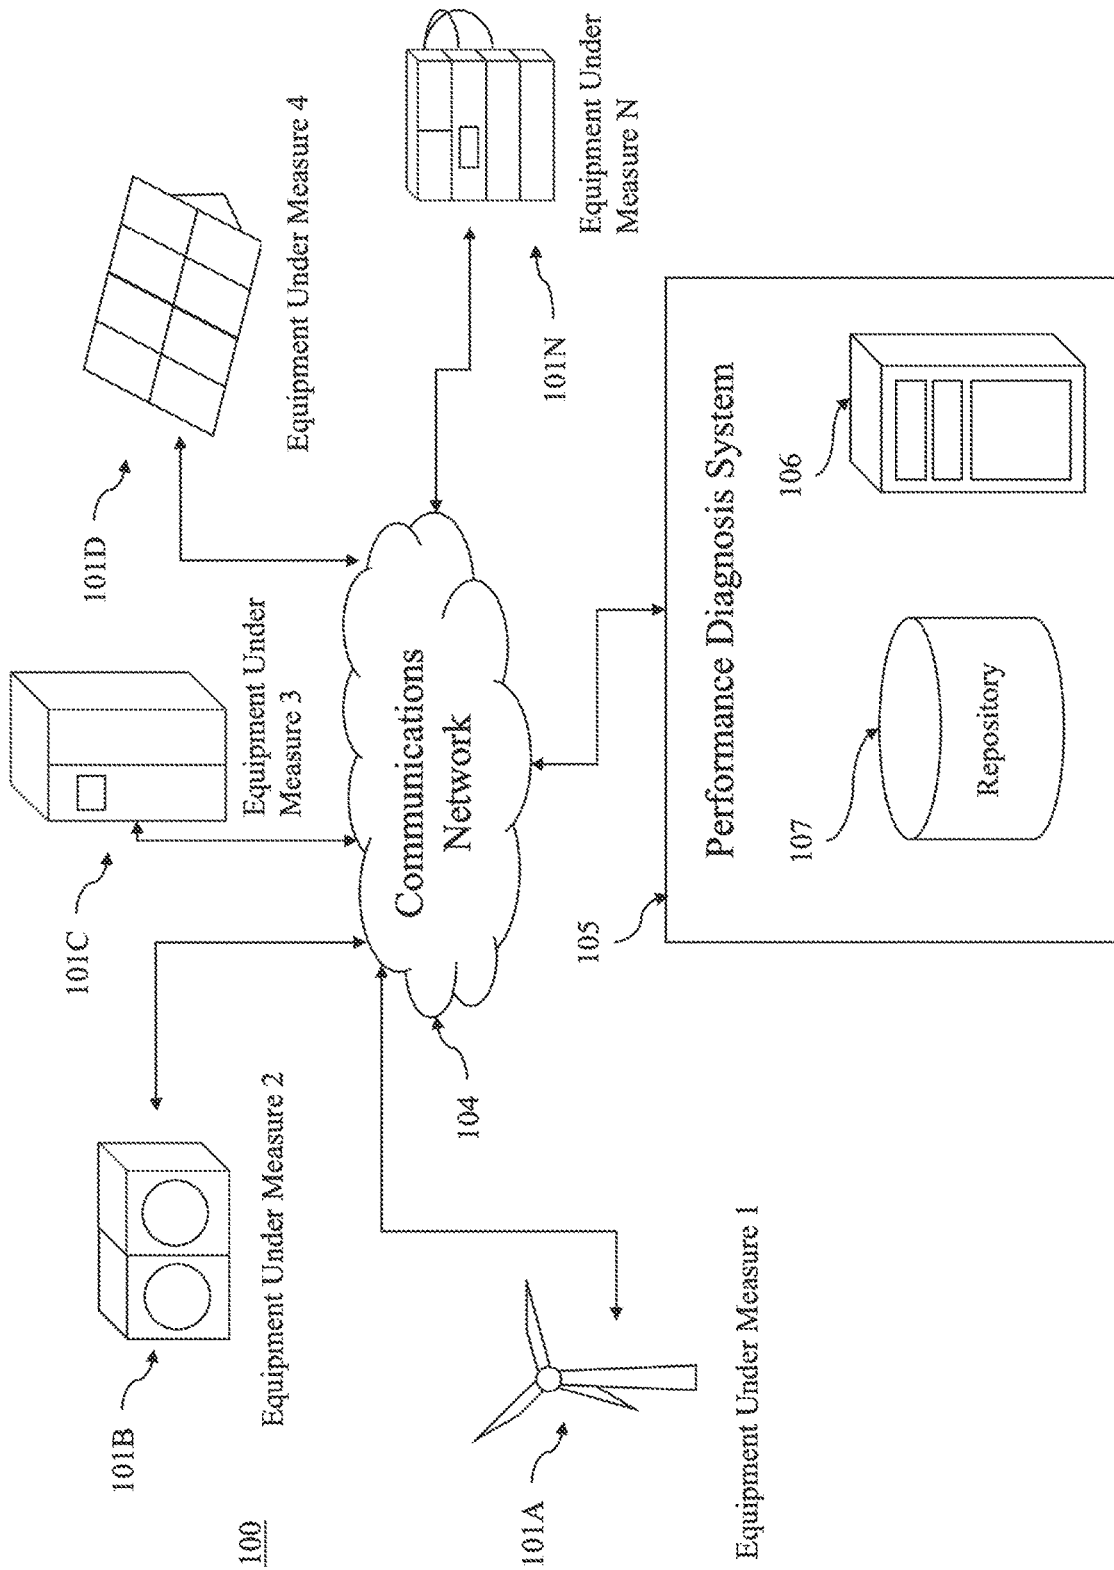 100
101B
Equipment Under Measure 2
101C
Equipment Under
Measure 3
101D
Equipment Under Measure 4
101A
Equipment Under Measure 1
104
Communications
Network
101N
Equipment Under
Measure N
105
Performance Diagnosis System
107
Repository
106